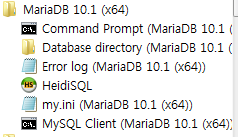 MariaDB 10.1 (x64)
Command Prompt (MariaDB 10.1 (
Database directory (MariaDB 10.1
Error log (MariaDB 10.1 (x64))
HeidiSQL
my.ini (MariaDB 10.1 (x64))
MySQL Client (MariaDB 10.1 (x64)